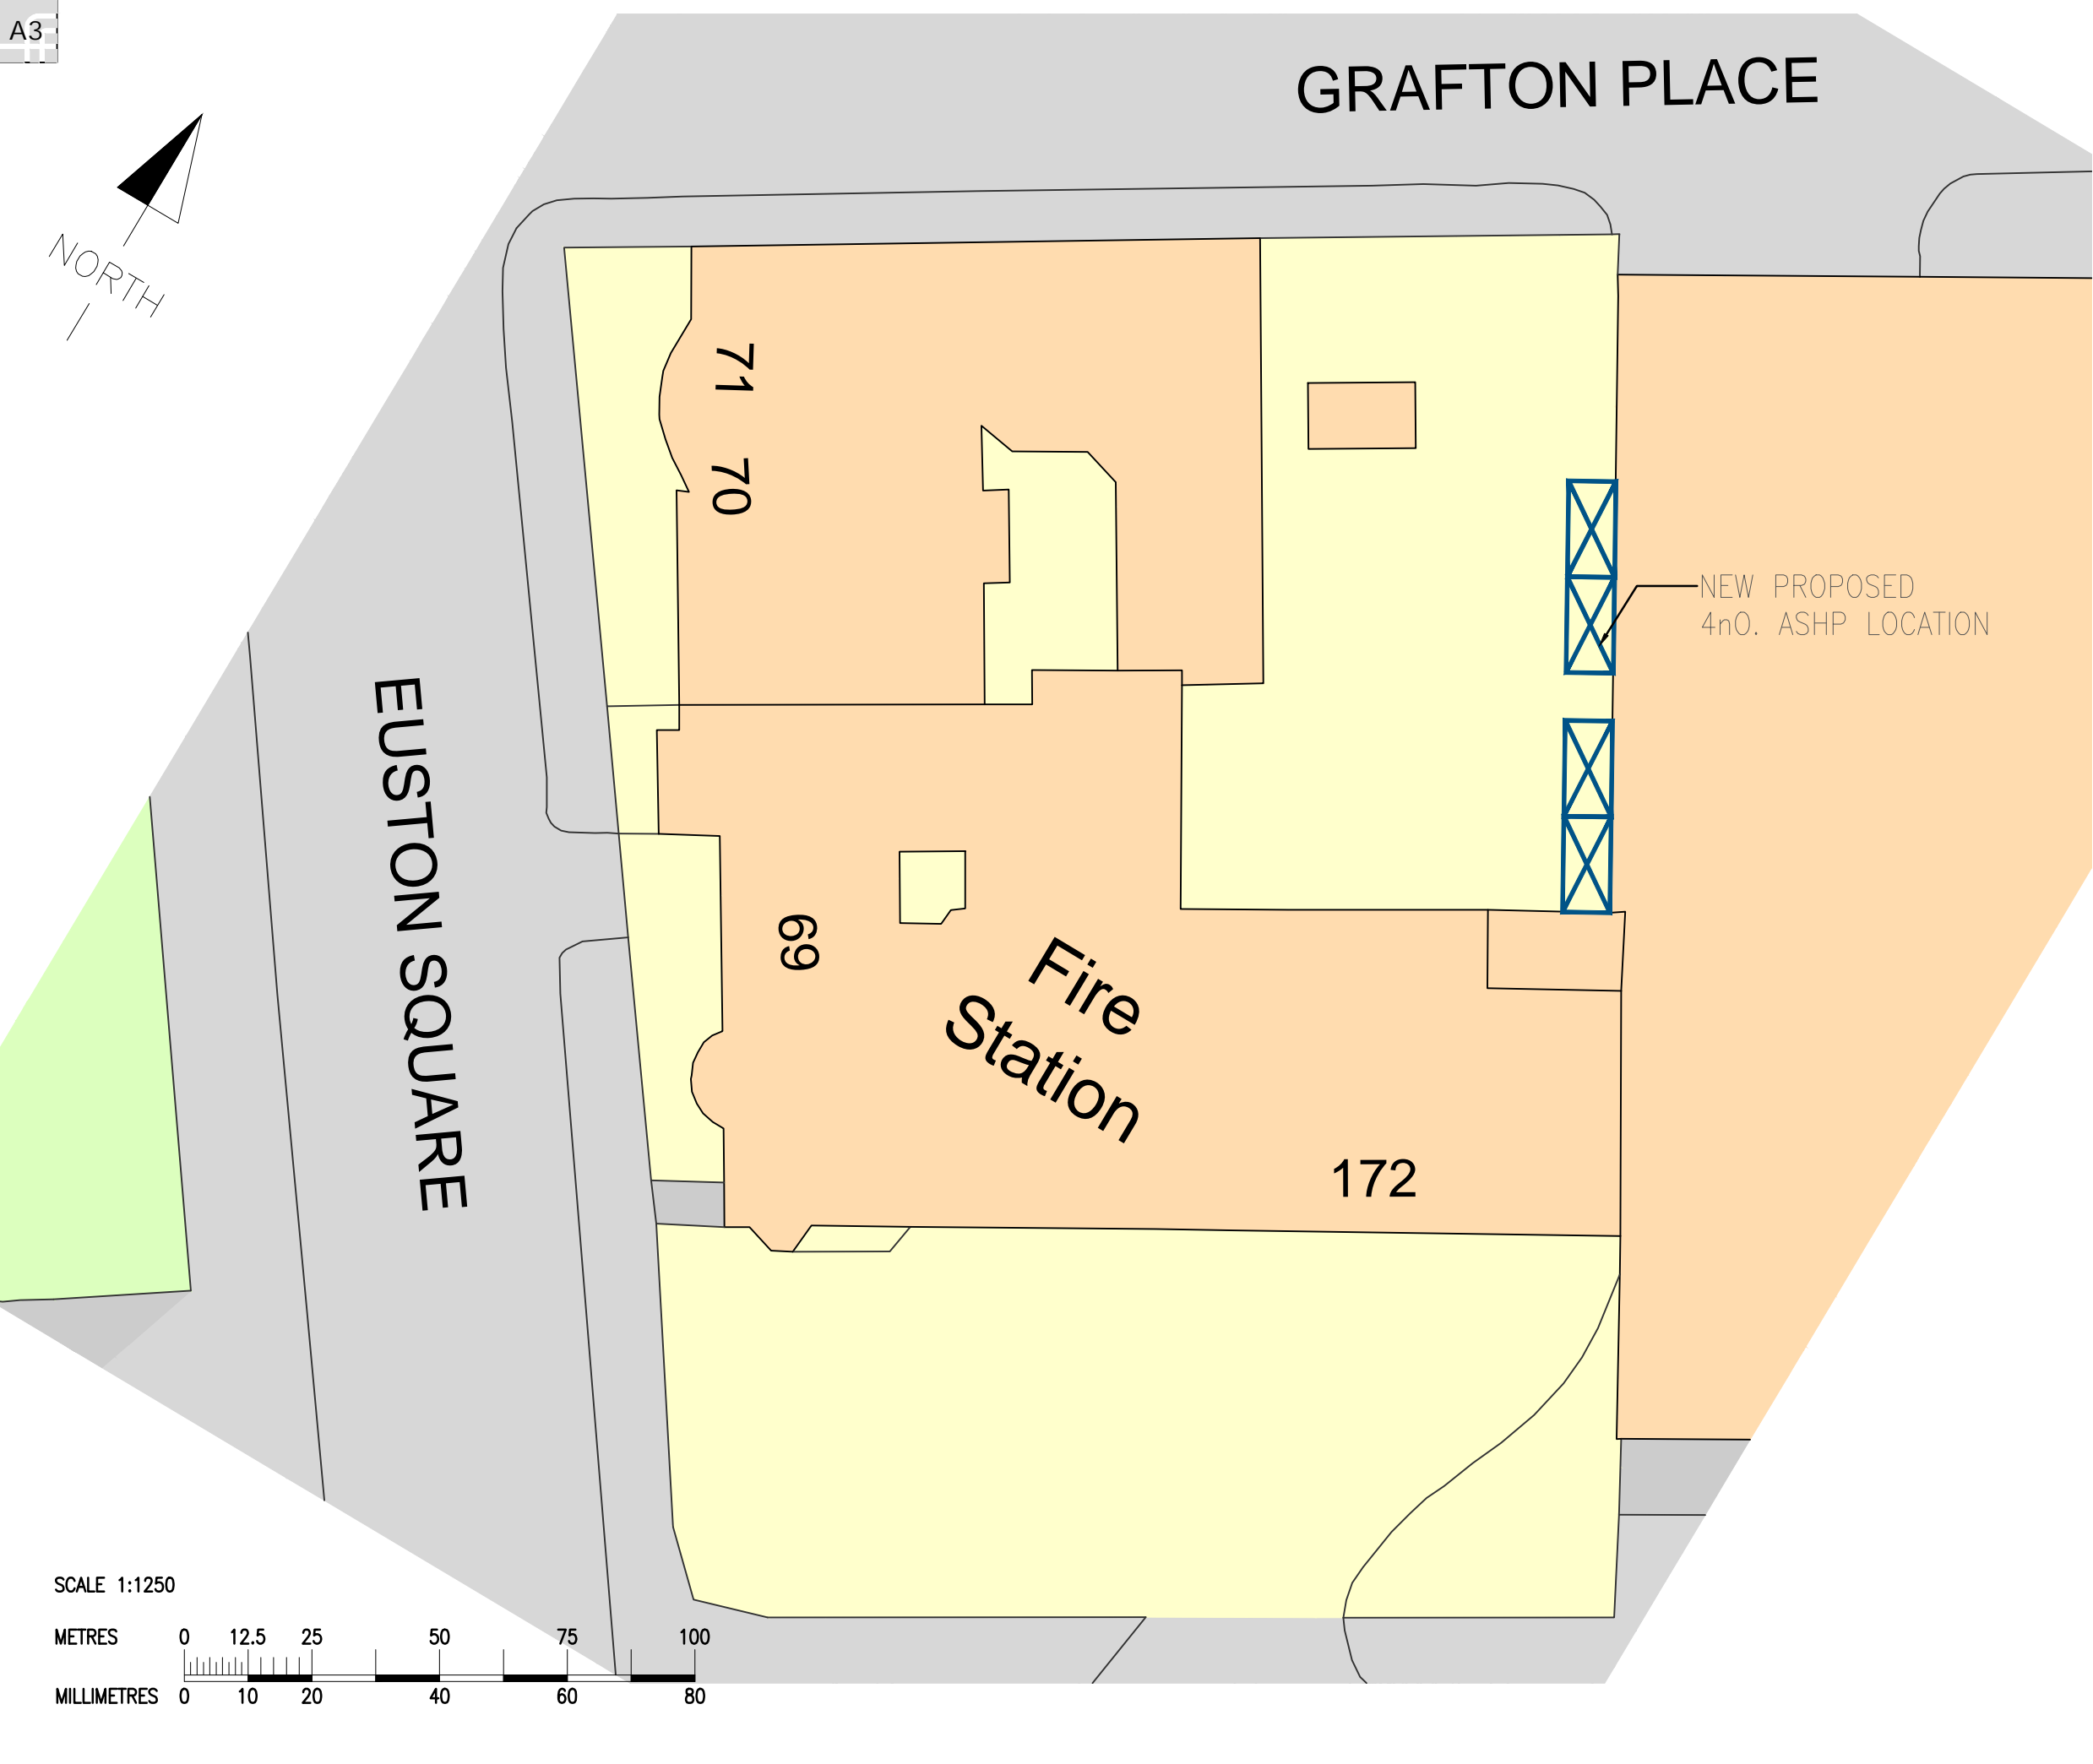 A3
GRAFTON PLACE
NORTH
71
70
NEW PROPOSED
4nO. ASHP LOCATION
EUSTON SQUARE
69
Fire
Station
172
SCALE 1:1250
METRES 0 12.5 25 50 75 100
MILLIMETRES 0 10 20 40 60 80